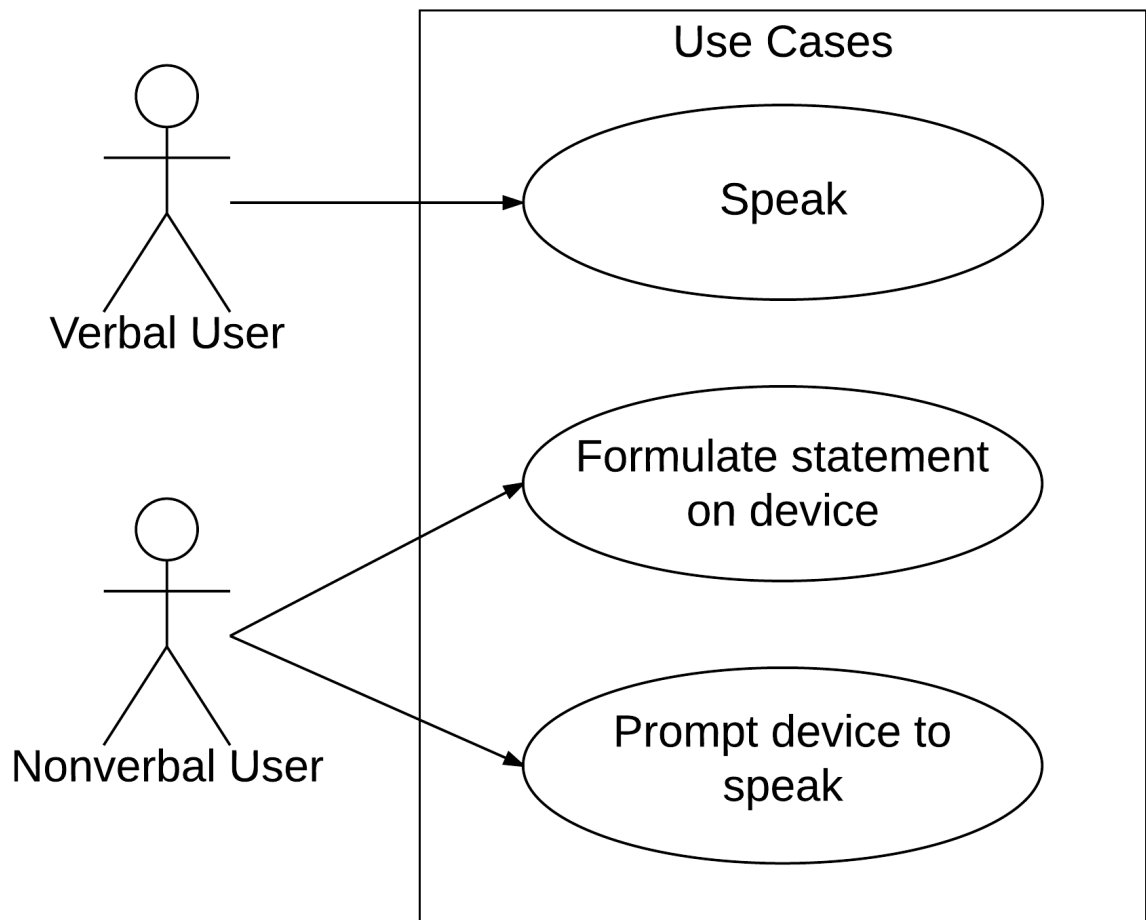 Use Cases
Speak
Verbal User
Formulate statement
on device
Nonverbal User
Prompt device to
speak